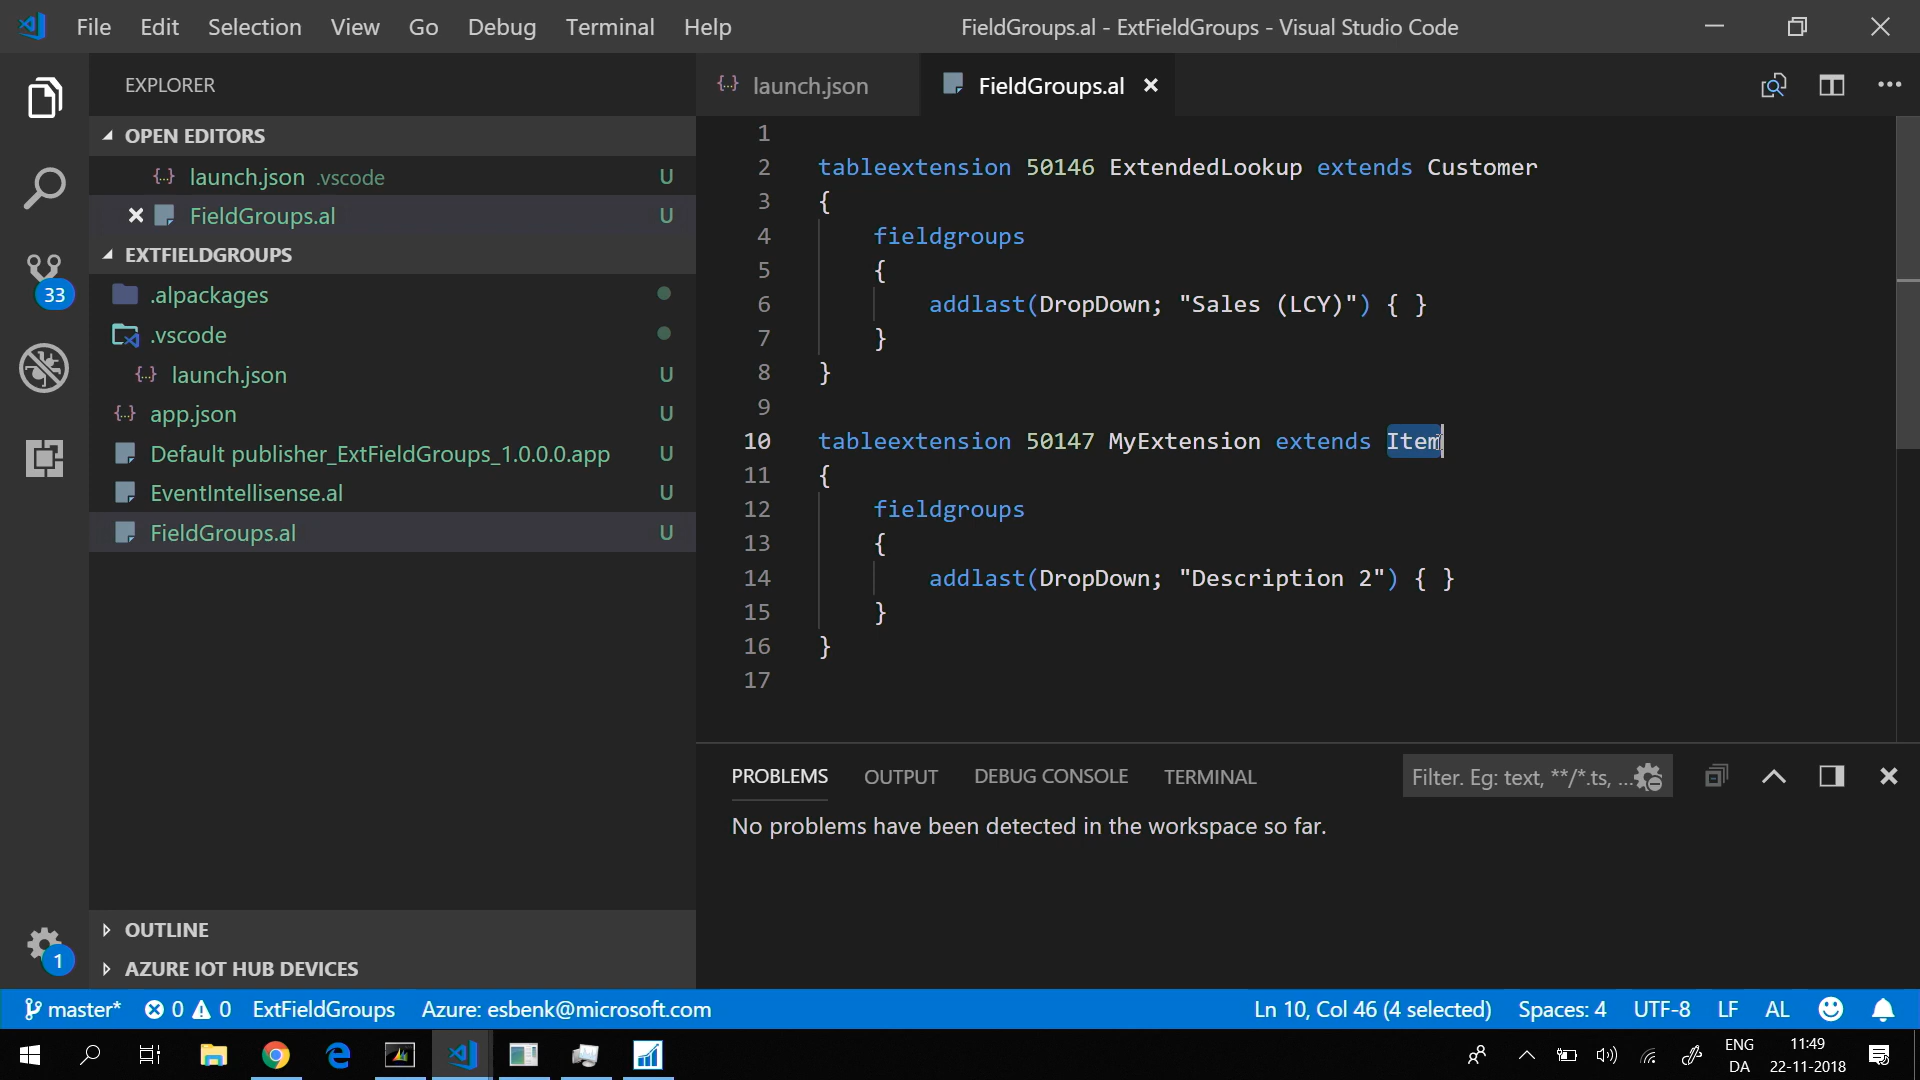 File Edit Selection View Go Debug Terminal Help
FieldGroups.al - ExtFieldGroups - Visual Studio Code
EXPLORER
OPEN EDITORS
launch.json .vscode U
FieldGroups.al U
EXTFIELDGROUPS
.alpackages
.vscode
launch.json U
app.json U
Default publisher_ExtFieldGroups_1.0.0.0.app U
EventIntellisense.al U
FieldGroups.al U
OUTLINE
AZURE IOT HUB DEVICES
33
1
launch.json
FieldGroups.al
1
2 tableextension 50146 ExtendedLookup extends Customer
3 {
4 fieldgroups
5 {
6 addlast(DropDown; "Sales (LCY)") { }
7 }
8 }
9
10 tableextension 50147 MyExtension extends Item
11 {
12 fieldgroups
13 {
14 addlast(DropDown; "Description 2") { }
15 }
16 }
17
PROBLEMS OUTPUT DEBUG CONSOLE TERMINAL
Filter. Eg: text, **/*.ts, ...
No problems have been detected in the workspace so far.
master* 0 0 ExtFieldGroups Azure: esbenk@microsoft.com
Ln 10, Col 46 (4 selected) Spaces: 4 UTF-8 LF AL
ENG
DA
11:49
22-11-2018